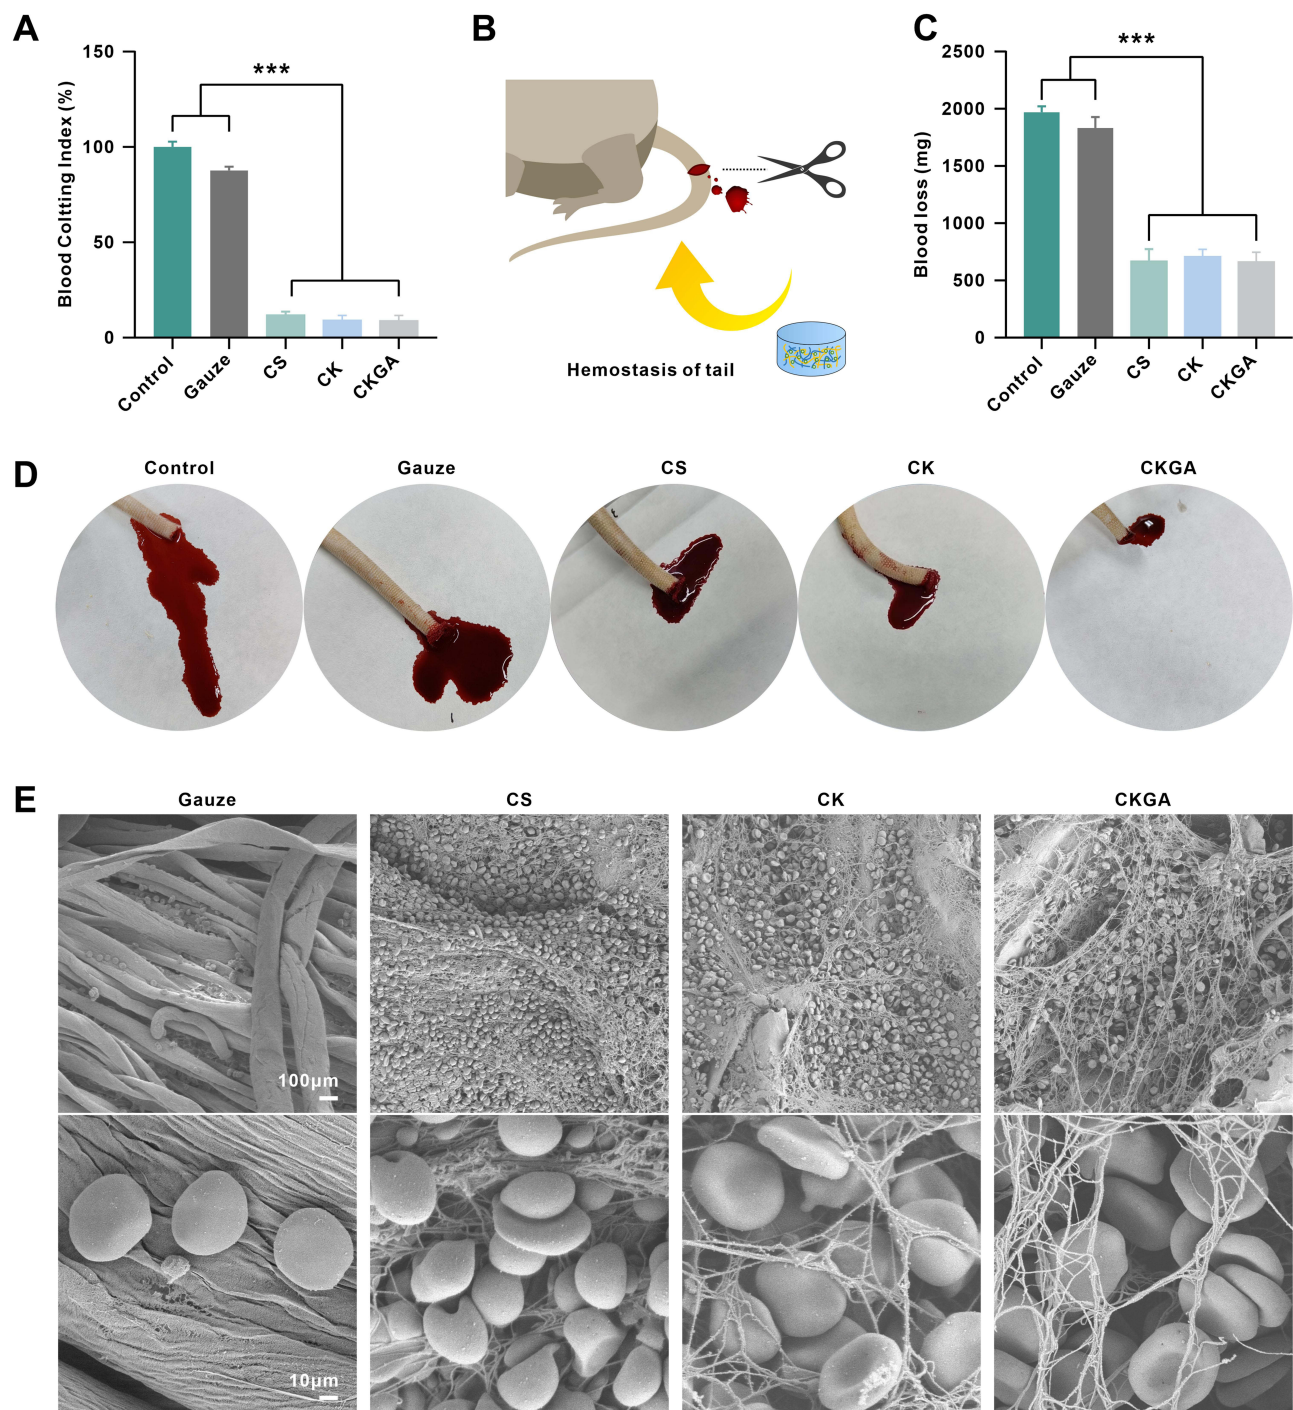 A
Blood Coltting Index (%)
150
100
50
0
***
Control
Gauze
CS
CK
CKGA
B
Hemostasis of tail
C
Blood loss (mg)
2500
2000
1500
1000
500
0
***
Control
Gauze
CS
CK
CKGA
D
Control
Gauze
CS
CK
CKGA
E
Gauze
CS
CK
CKGA
100μm
10μm